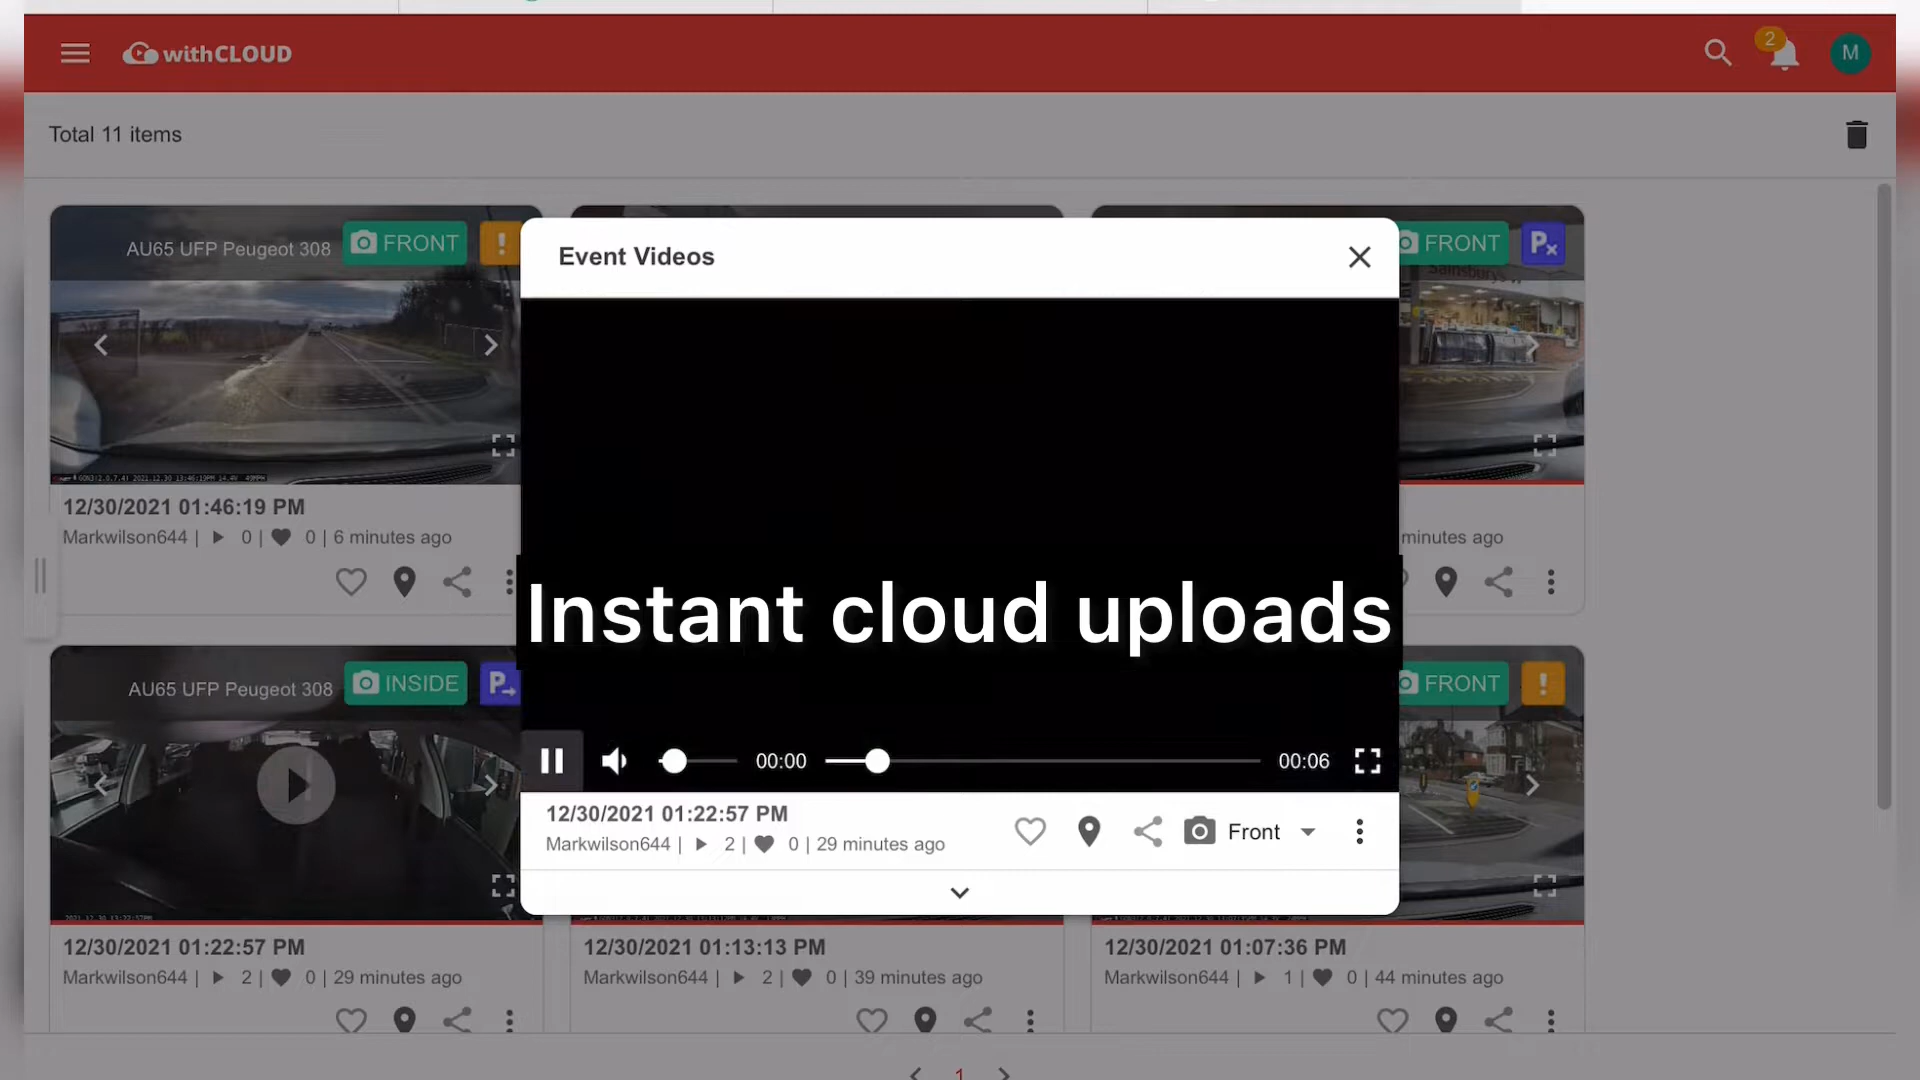 withCLOUD
2
M
Total 11 items
AU65 UFP Peugeot 308
FRONT
!
FRONT
Px
Sainsbury's
Event Videos
12/30/2021 01:46:19 PM
Markwilson644 | 0 | 0 | 6 minutes ago
minutes ago
Instant cloud uploads
AU65 UFP Peugeot 308
INSIDE
P
FRONT
!
00:00
00:06
12/30/2021 01:22:57 PM
Markwilson644 | 2 | 0 | 29 minutes ago
Front
12/30/2021 01:22:57 PM
Markwilson644 | 2 | 0 | 29 minutes ago
12/30/2021 01:13:13 PM
Markwilson644 | 2 | 0 | 39 minutes ago
12/30/2021 01:07:36 PM
Markwilson644 | 1 | 0 | 44 minutes ago
1